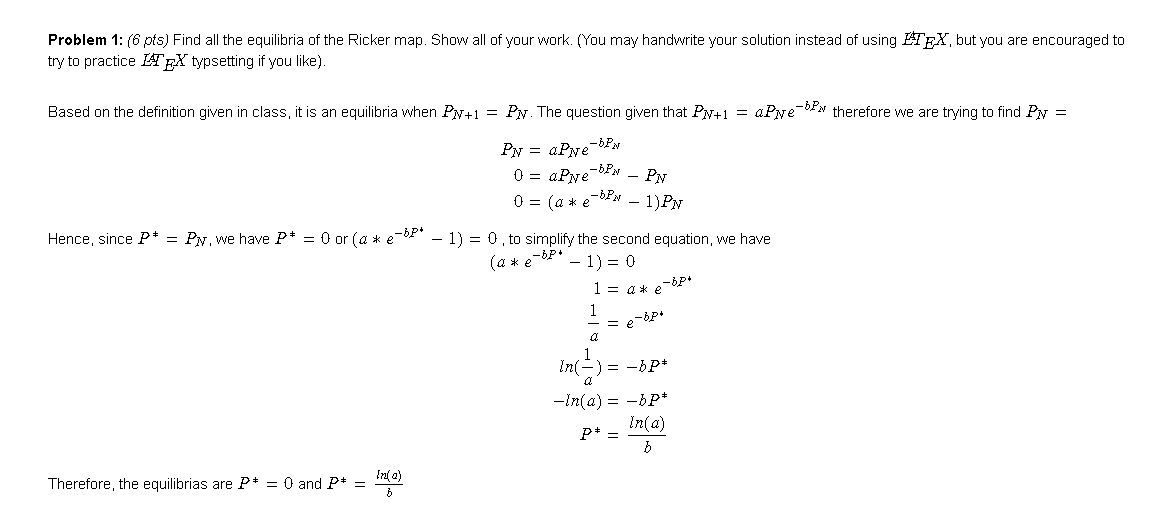 Problem 1: (6 pts) Find all the equilibria of the Ricker map. Show all of your work. (You may handwrite your solution instead of using LATEX, but you are encouraged to
try to practice LATEX typsetting if you like).
Based on the definition given in class, it is an equilibria when P_{N+1} = P_N. The question given that P_{N+1} = aP_N e^{-bP_N} therefore we are trying to find P_N =
P_N = aP_N e^{-bP_N}
0 = aP_N e^{-bP_N} − P_N
0 = (a * e^{-bP_N} − 1)P_N
Hence, since P* = P_N, we have P* = 0 or (a * e^{-bP*} − 1) = 0 , to simplify the second equation, we have
(a * e^{-bP*} − 1) = 0
1 = a * e^{-bP*}
\frac{1}{a} = e^{-bP*}
ln(\frac{1}{a}) = −bP*
−ln(a) = −bP*
P* = \frac{ln(a)}{b}
Therefore, the equilibrias are P* = 0 and P* = \frac{ln(a)}{b}